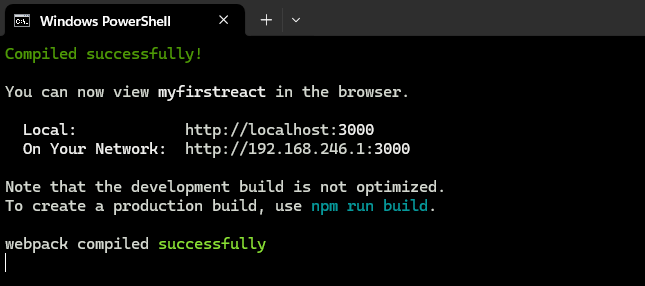 Windows PowerShell
Compiled successfully!
You can now view myfirstreact in the browser.
Local: http://localhost:3000
On Your Network: http://192.168.246.1:3000
Note that the development build is not optimized.
To create a production build, use npm run build.
webpack compiled successfully